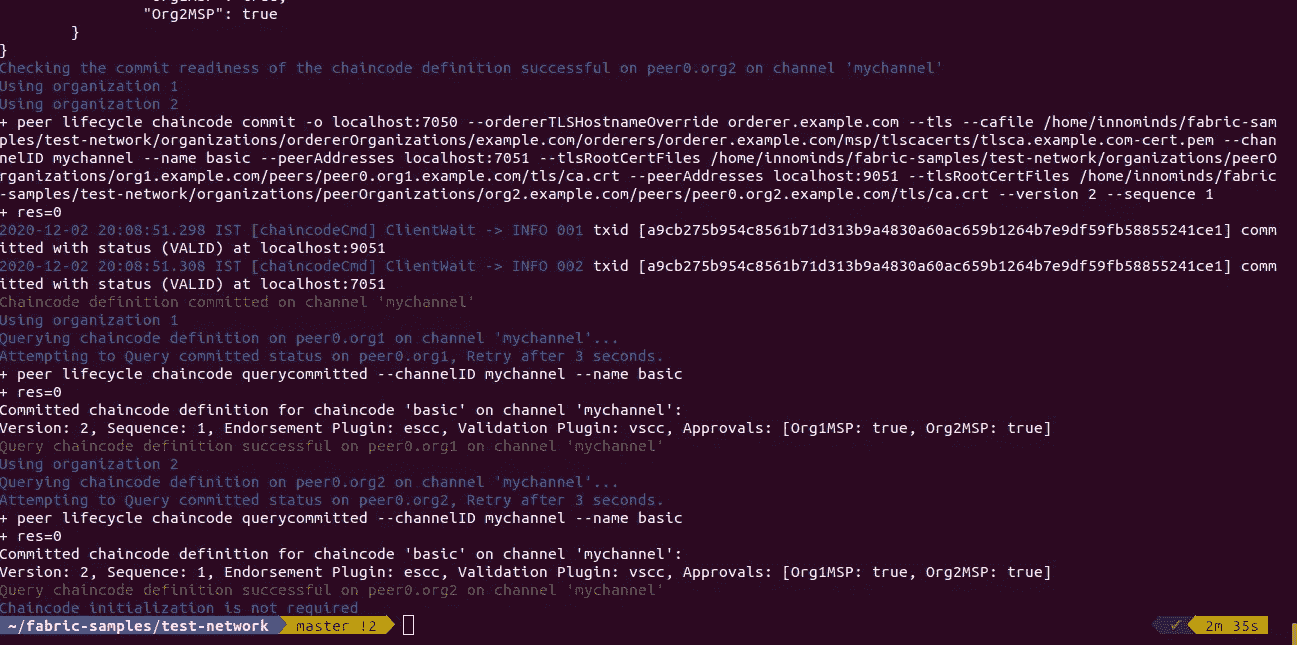 "Org2MSP": true
}
}
Checking the commit readiness of the chaincode definition successful on peer0.org2 on channel 'mychannel'
Using organization 1
Using organization 2
+ peer lifecycle chaincode commit -o localhost:7050 --ordererTLSHostnameOverride orderer.example.com --tls --cafile /home/innominds/fabric-sam
ples/test-network/organizations/ordererOrganizations/example.com/orderers/orderer.example.com/msp/tlscacerts/tlsca.example.com-cert.pem --chan
nelID mychannel --name basic --peerAddresses localhost:7051 --tlsRootCertFiles /home/innominds/fabric-samples/test-network/organizations/peerO
rganizations/org1.example.com/peers/peer0.org1.example.com/tls/ca.crt --peerAddresses localhost:9051 --tlsRootCertFiles /home/innominds/fabric
-samples/test-network/organizations/peerOrganizations/org2.example.com/peers/peer0.org2.example.com/tls/ca.crt --version 2 --sequence 1
+ res=0
2020-12-02 20:08:51.298 IST [chaincodeCmd] ClientWait -> INFO 001 txid [a9cb275b954c8561b71d313b9a4830a60ac659b1264b7e9df59fb58855241ce1] comm
itted with status (VALID) at localhost:9051
2020-12-02 20:08:51.308 IST [chaincodeCmd] ClientWait -> INFO 002 txid [a9cb275b954c8561b71d313b9a4830a60ac659b1264b7e9df59fb58855241ce1] comm
itted with status (VALID) at localhost:7051
Chaincode definition committed on channel 'mychannel'
Using organization 1
Querying chaincode definition on peer0.org1 on channel 'mychannel'...
Attempting to Query committed status on peer0.org1, Retry after 3 seconds.
+ peer lifecycle chaincode querycommitted --channelID mychannel --name basic
+ res=0
Committed chaincode definition for chaincode 'basic' on channel 'mychannel':
Version: 2, Sequence: 1, Endorsement Plugin: escc, Validation Plugin: vscc, Approvals: [Org1MSP: true, Org2MSP: true]
Query chaincode definition successful on peer0.org1 on channel 'mychannel'
Using organization 2
Querying chaincode definition on peer0.org2 on channel 'mychannel'...
Attempting to Query committed status on peer0.org2, Retry after 3 seconds.
+ peer lifecycle chaincode querycommitted --channelID mychannel --name basic
+ res=0
Committed chaincode definition for chaincode 'basic' on channel 'mychannel':
Version: 2, Sequence: 1, Endorsement Plugin: escc, Validation Plugin: vscc, Approvals: [Org1MSP: true, Org2MSP: true]
Query chaincode definition successful on peer0.org2 on channel 'mychannel'
Chaincode initialization is not required
~/fabric-samples/test-network master !2 ✓ 2m 35s